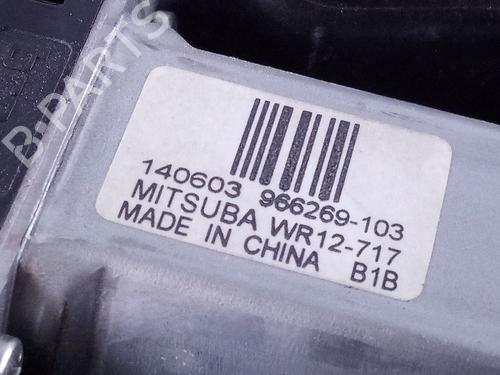 B-PARTS
140603 966269-103
MITSUBA WR12-717
MADE IN CHINA B1B